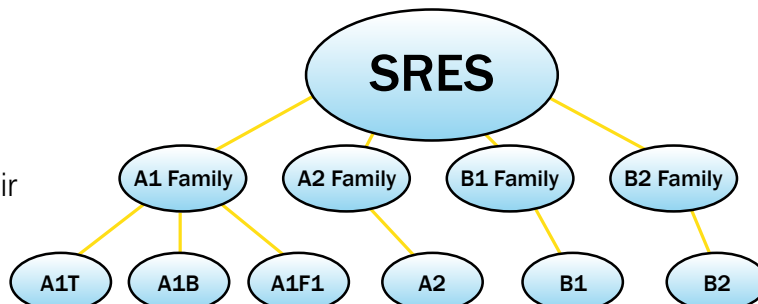 SRES
ir
A1 Family A2 Family B1 Family B2 Family
A1T A1B A1F1 A2 B1 B2